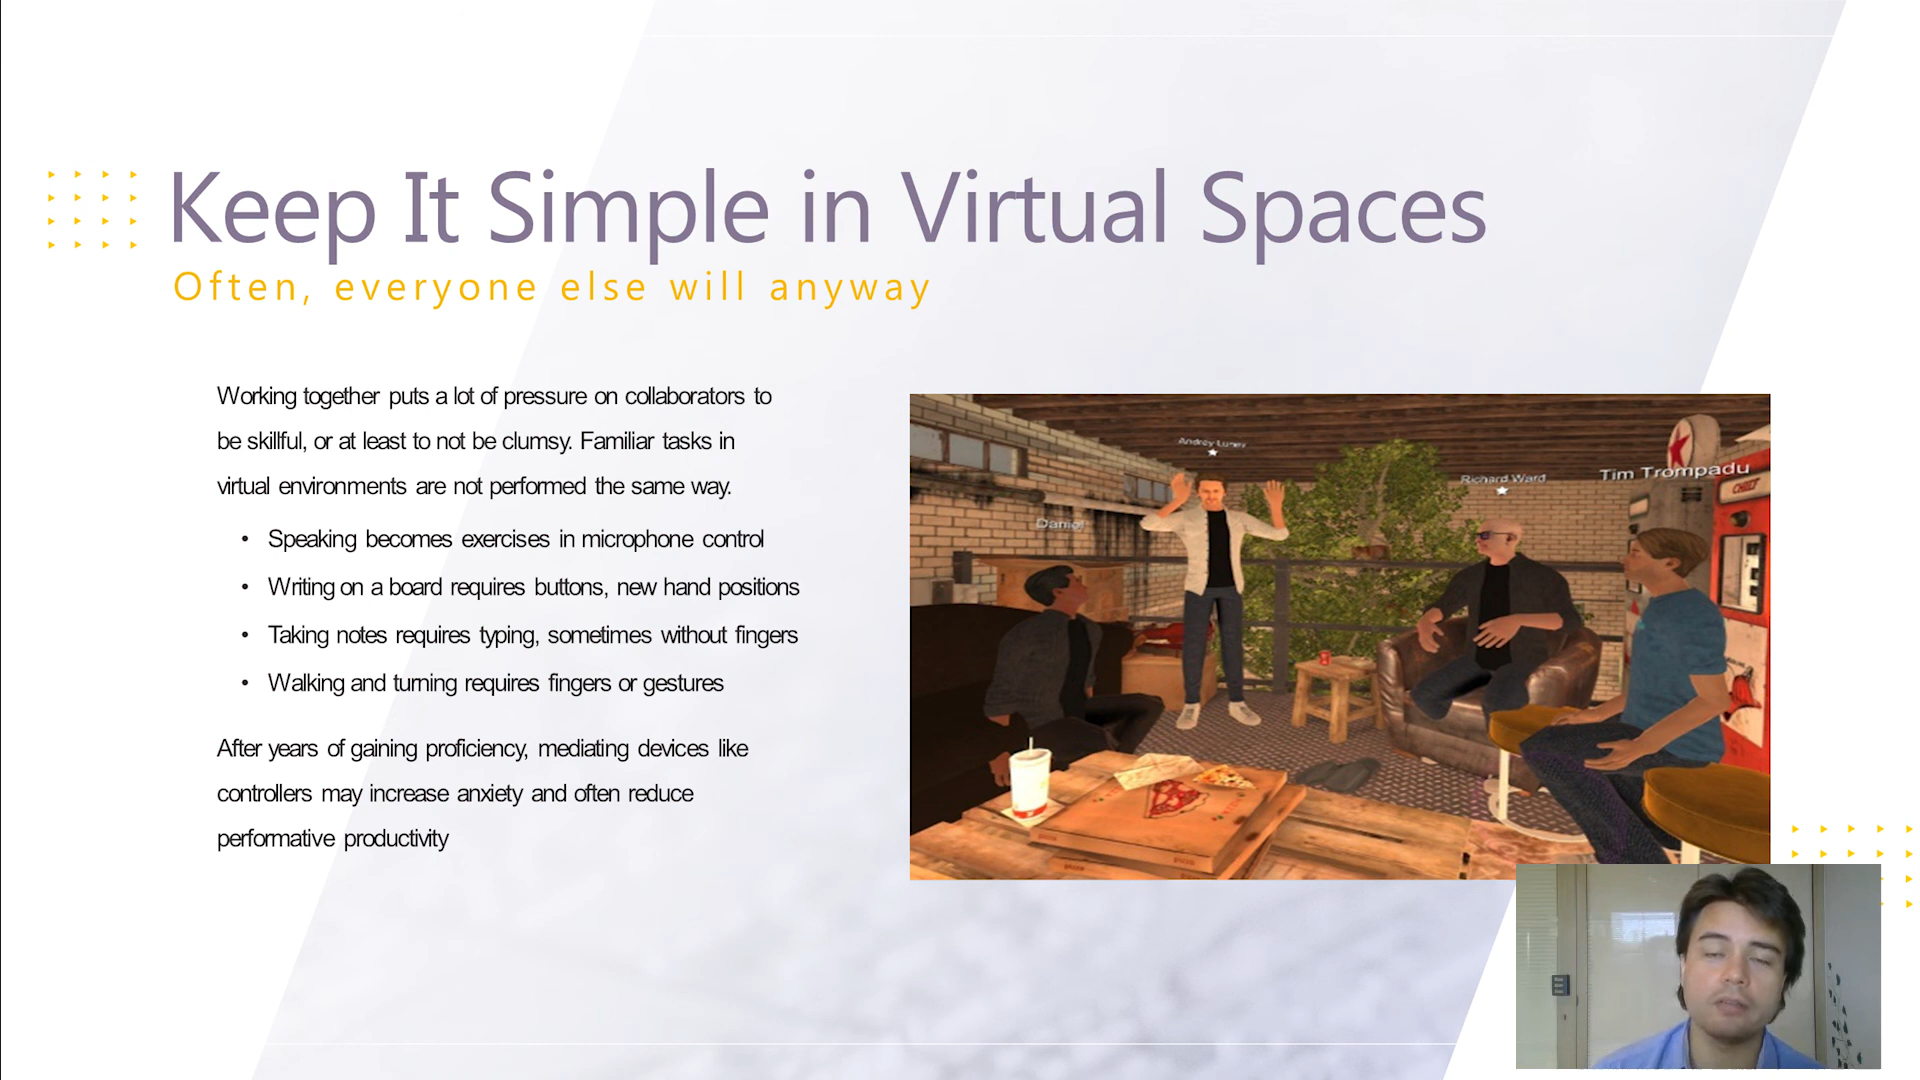 Keep It Simple in Virtual Spaces
Often, everyone else will anyway
Working together puts a lot of pressure on collaborators to
be skillful, or at least to not be clumsy. Familiar tasks in
virtual environments are not performed the same way.
• Speaking becomes exercises in microphone control
• Writing on a board requires buttons, new hand positions
• Taking notes requires typing, sometimes without fingers
• Walking and turning requires fingers or gestures
After years of gaining proficiency, mediating devices like
controllers may increase anxiety and often reduce
performative productivity
Andrey Lunev
Richard Ward
Tim Trompadu
Daniel
CHIEF